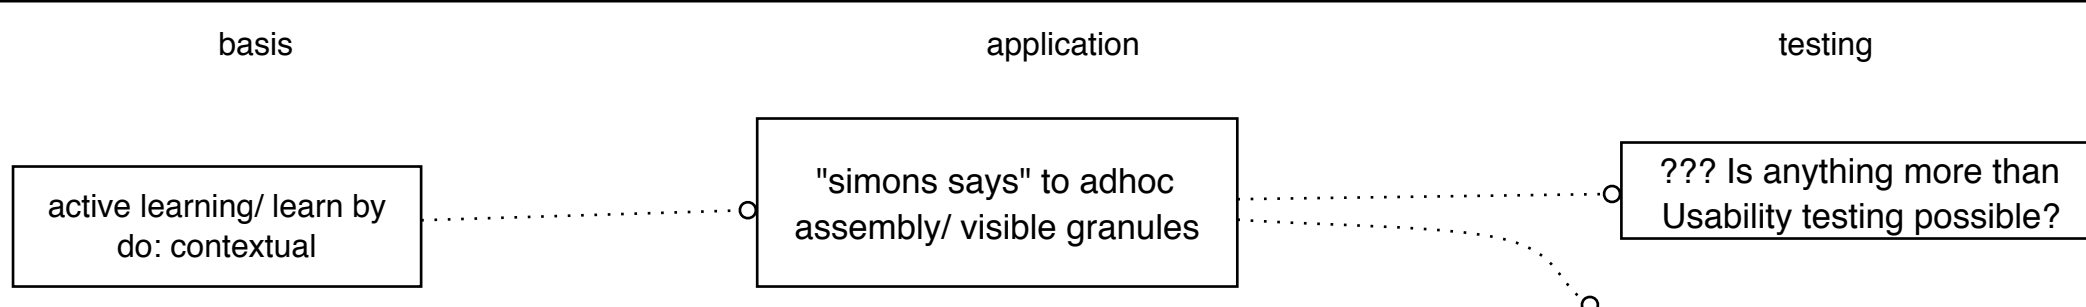 basis
application
testing
active learning/ learn by
do: contextual
"simons says" to adhoc
assembly/ visible granules
??? Is anything more than
Usability testing possible?